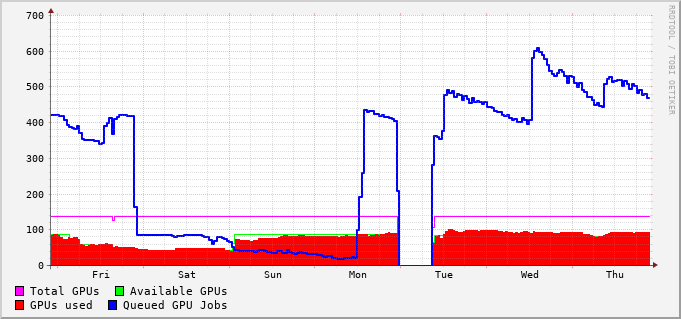 700
600
500
400
300
200
100
0
Fri Sat Sun Mon Tue Wed Thu
Total GPUs Available GPUs
GPUs used Queued GPU Jobs
RRDTOOL / TOBI OETIKER